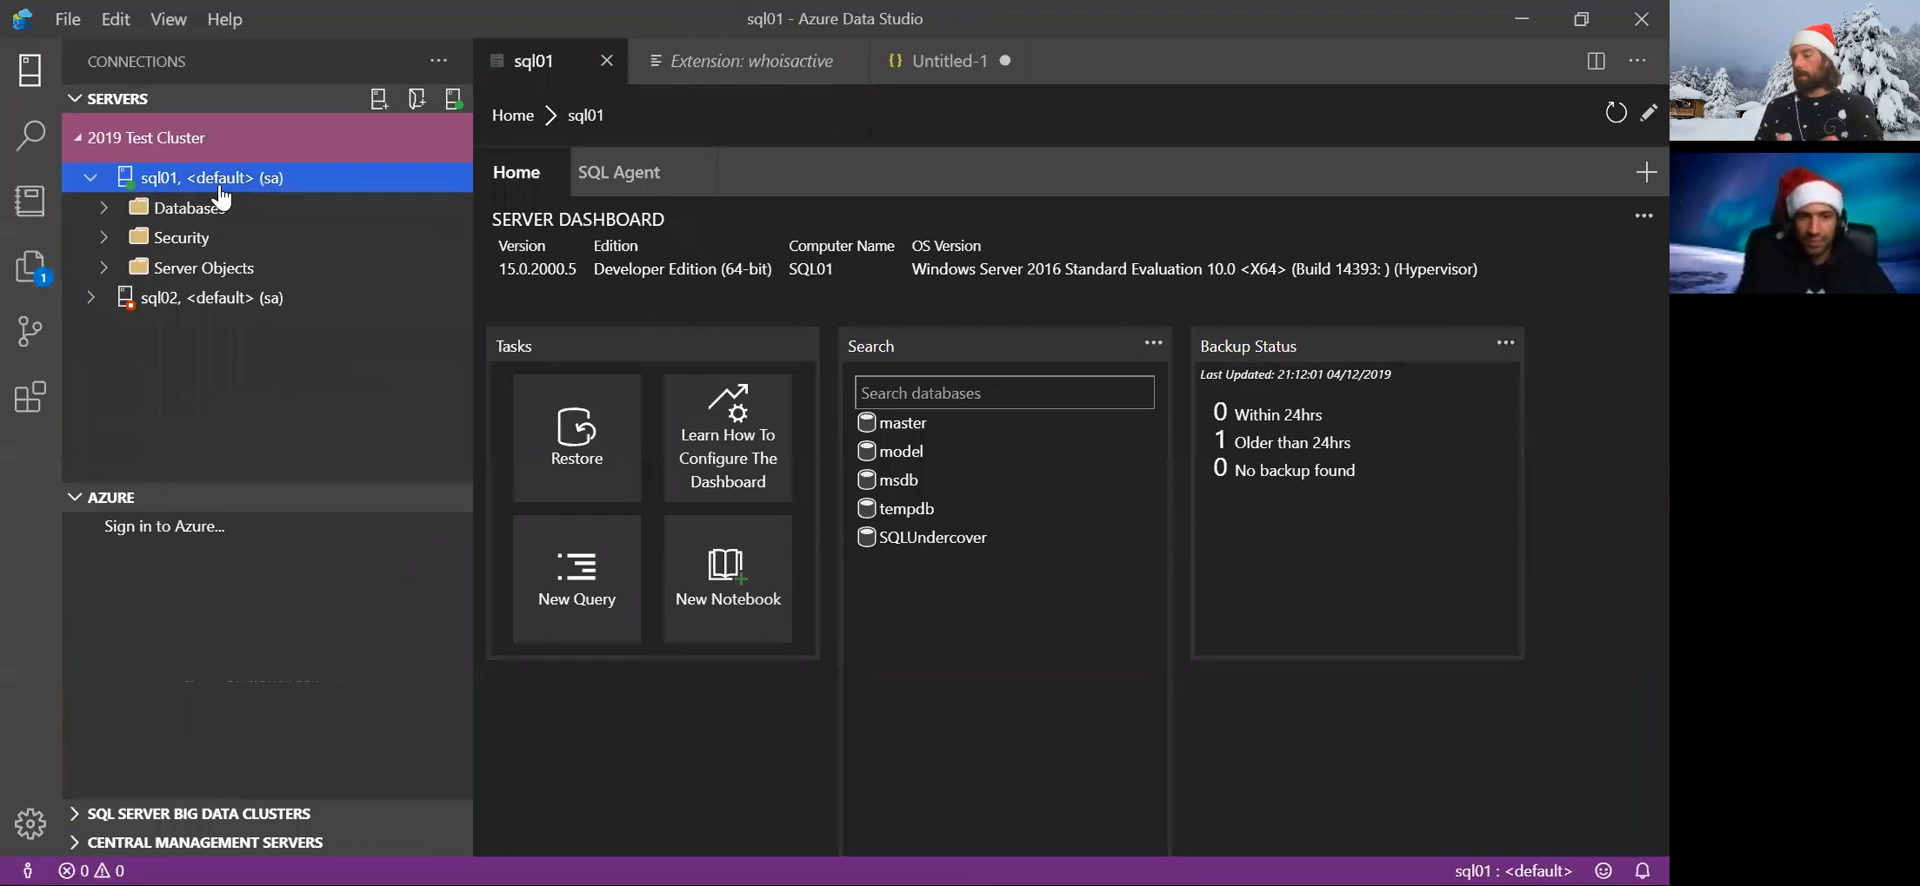 File Edit View Help
sql01 - Azure Data Studio
CONNECTIONS
SERVERS
2019 Test Cluster
sql01, <default> (sa)
Databases
Security
Server Objects
sql02, <default> (sa)
AZURE
Sign in to Azure...
SQL SERVER BIG DATA CLUSTERS
CENTRAL MANAGEMENT SERVERS
1
sql01 Extension: whoisactive Untitled-1
Home sql01
Home SQL Agent
SERVER DASHBOARD
Version Edition Computer Name OS Version
15.0.2000.5 Developer Edition (64-bit) SQL01 Windows Server 2016 Standard Evaluation 10.0 <X64> (Build 14393: ) (Hypervisor)
Tasks
Restore
Learn How To
Configure The
Dashboard
New Query
New Notebook
Search
Search databases
master
model
msdb
tempdb
SQLUndercover
Backup Status
Last Updated: 21:12:01 04/12/2019
0 Within 24hrs
1 Older than 24hrs
0 No backup found
0 0
sql01 : <default>